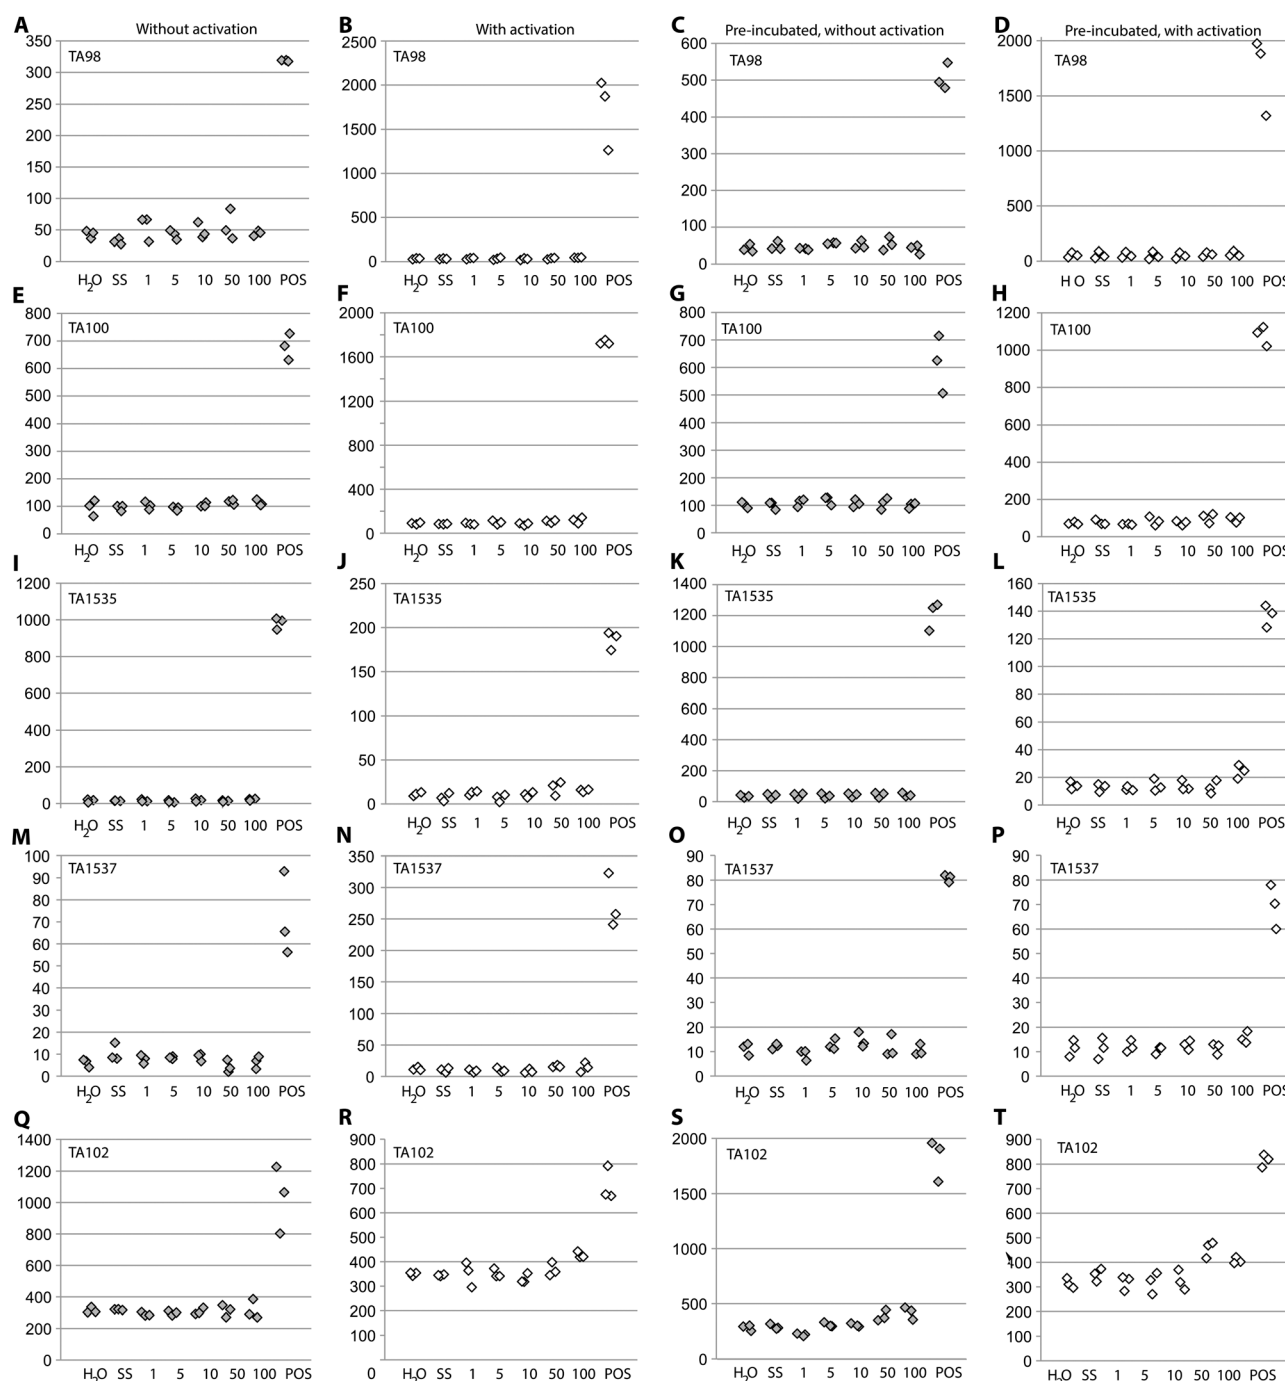 A Without activation
B With activation
C Pre-incubated, without activation
D Pre-incubated, with activation
TA98
350
300
250
200
150
100
50
0
H2O SS 1 5 10 50 100 POS
TA98
2500
2000
1500
1000
500
0
H2O SS 1 5 10 50 100 POS
TA98
600
500
400
300
200
100
0
H2O SS 1 5 10 50 100 POS
TA98
2000
1500
1000
500
0
H O SS 1 5 10 50 100 POS
E
TA100
800
700
600
500
400
300
200
100
0
H2O SS 1 5 10 50 100 POS
F
TA100
2000
1600
1200
800
400
0
H2O SS 1 5 10 50 100 POS
G
TA100
800
700
600
500
400
300
200
100
0
H2O SS 1 5 10 50 100 POS
H
TA100
1200
1000
800
600
400
200
0
H2O SS 1 5 10 50 100 POS
I
TA1535
1200
1000
800
600
400
200
0
H2O SS 1 5 10 50 100 POS
J
TA1535
250
200
150
100
50
0
H2O SS 1 5 10 50 100 POS
K
TA1535
1400
1200
1000
800
600
400
200
0
H2O SS 1 5 10 50 100 POS
L
TA1535
160
140
120
100
80
60
40
20
0
H2O SS 1 5 10 50 100 POS
M
TA1537
100
90
80
70
60
50
40
30
20
10
0
H2O SS 1 5 10 50 100 POS
N
TA1537
350
300
250
200
150
100
50
0
H2O SS 1 5 10 50 100 POS
O
TA1537
90
80
70
60
50
40
30
20
10
0
H2O SS 1 5 10 50 100 POS
P
TA1537
90
80
70
60
50
40
30
20
10
0
H2O SS 1 5 10 50 100 POS
Q
TA102
1400
1200
1000
800
600
400
200
0
H2O SS 1 5 10 50 100 POS
R
TA102
900
800
700
600
500
400
300
200
100
0
H2O SS 1 5 10 50 100 POS
S
TA102
2000
1500
1000
500
0
H2O SS 1 5 10 50 100 POS
T
TA102
900
800
700
600
500
400
300
200
100
0
H2O SS 1 5 10 50 100 POS